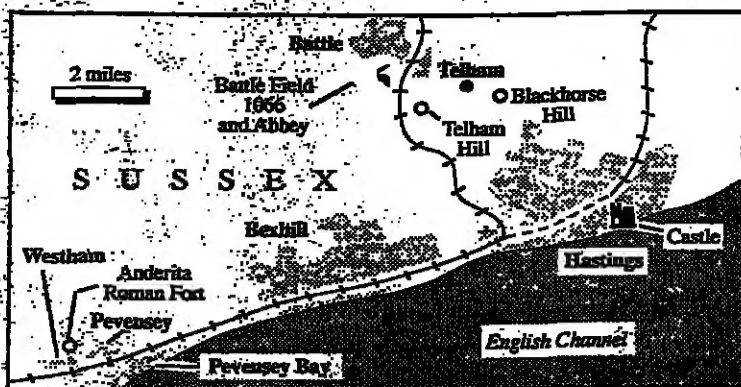 Battle
2 miles
Battle Field
1066
and Abbey
Telham
Blackhorse
Hill
Telham
Hill
SUSSEX
Bexhill
Westham
Anderita
Roman Fort
Pevensey
Castle
Hastings
English Channel
Pevensey Bay